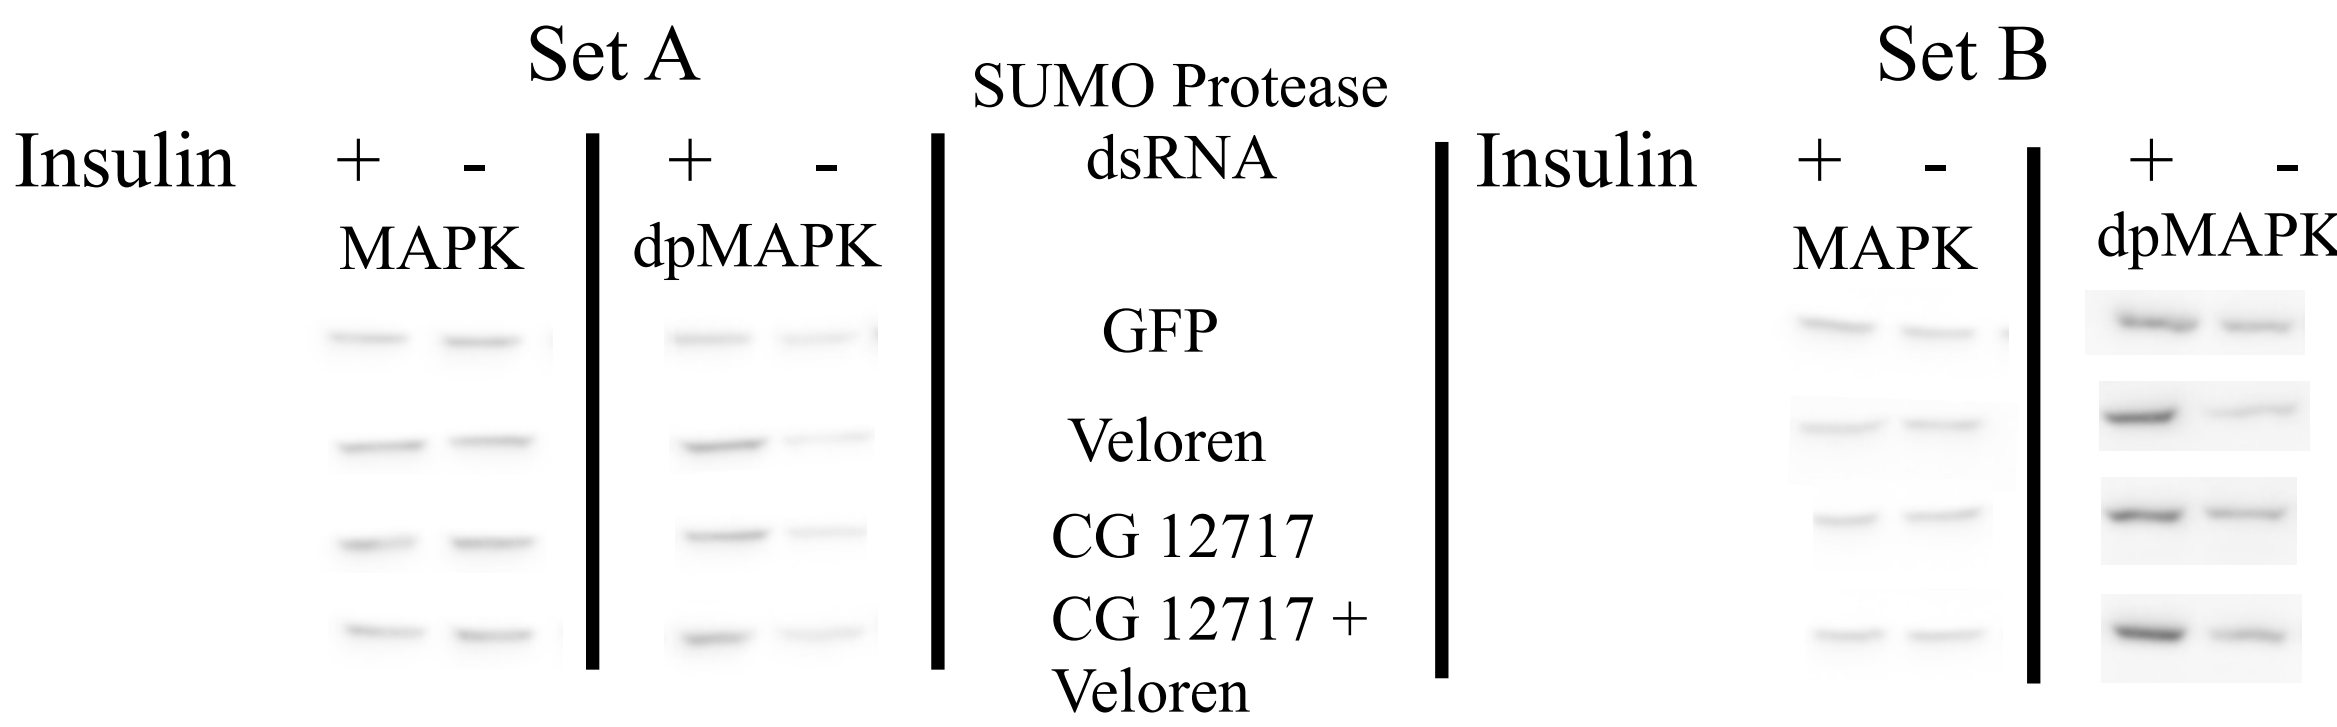 Set A
SUMO Protease
dsRNA
Set B
Insulin + - + -
Insulin + - + -
MAPK dpMAPK
MAPK dpMAPK
GFP
Veloren
CG 12717
CG 12717 +
Veloren